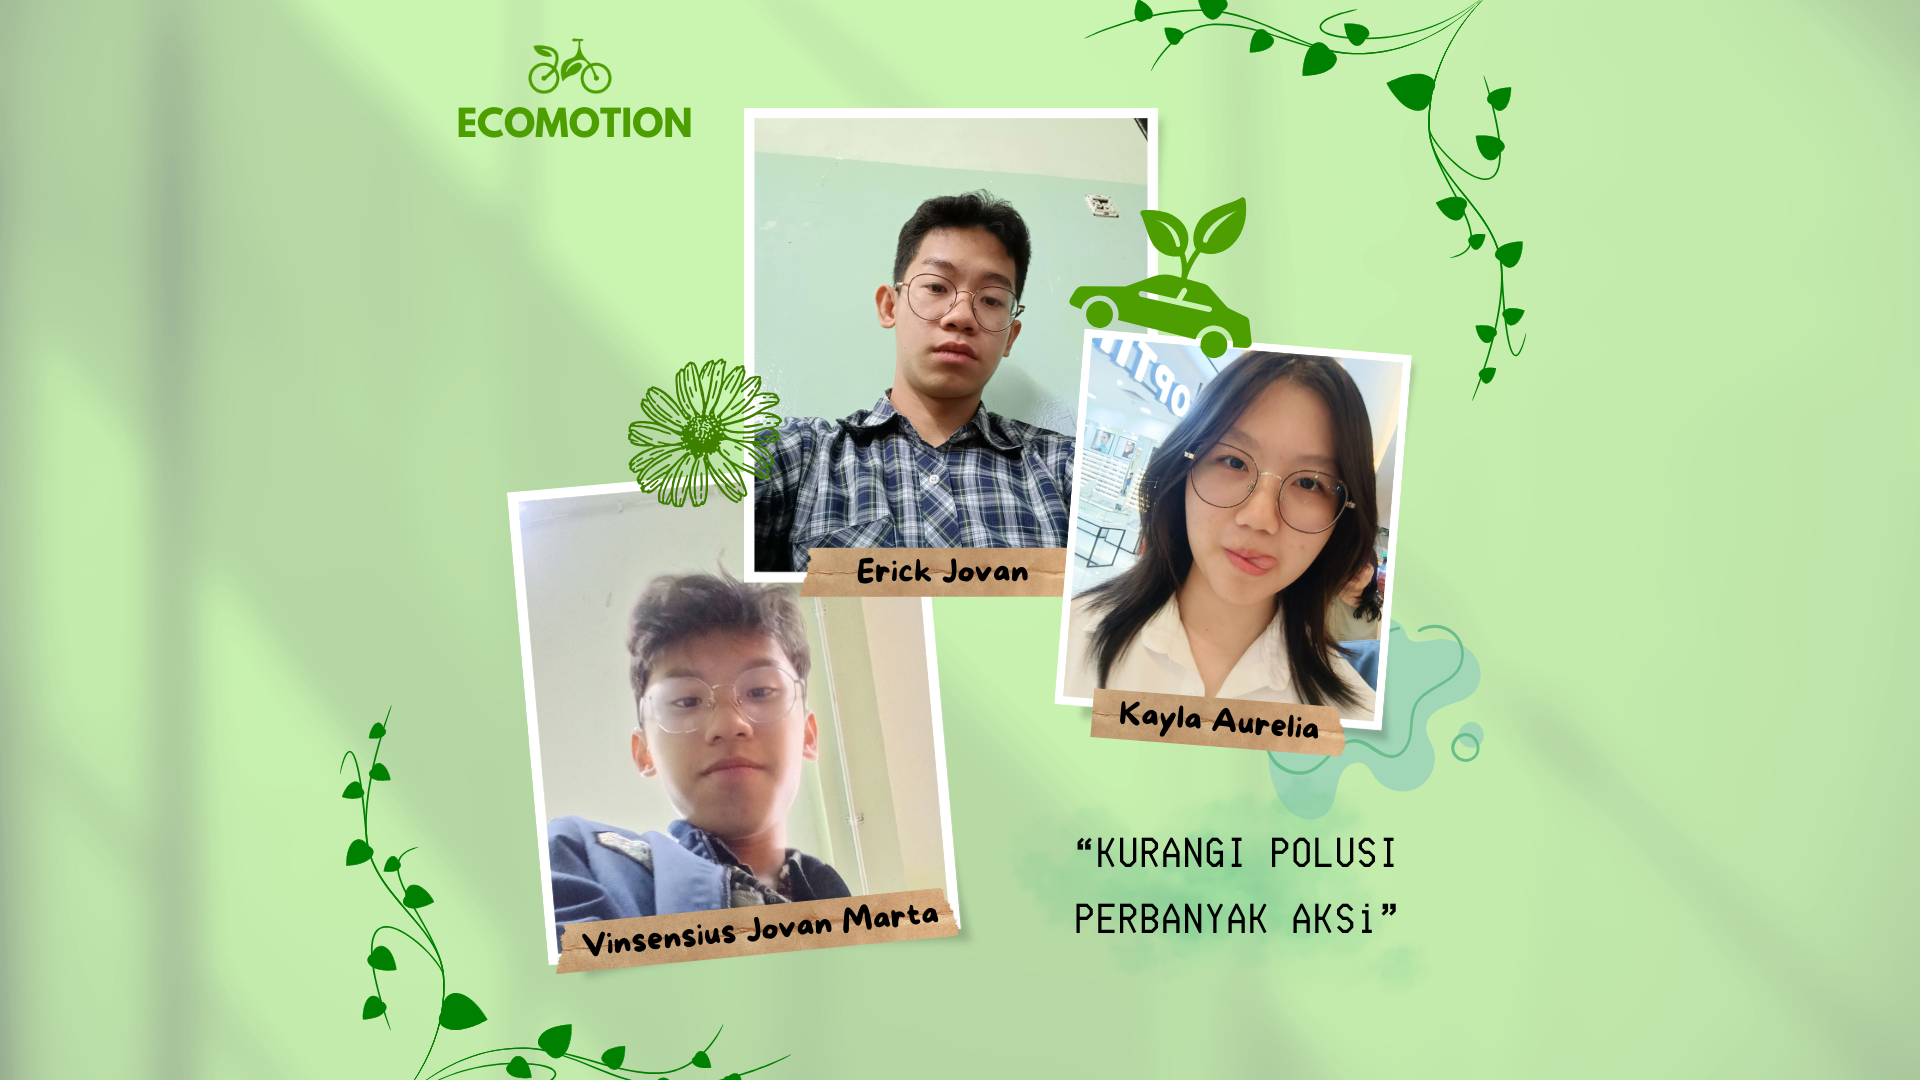 ECOMOTION
Erick Jovan
Kayla Aurelia
Vinsensius Jovan Marta
“KURANGI POLUSI
PERBANYAK AKSi”